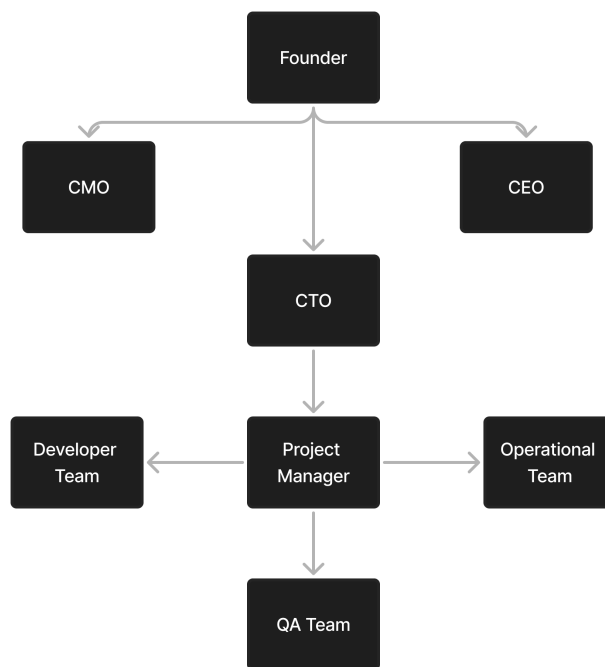 Founder
CMO
CEO
CTO
Developer
Team
Project
Manager
Operational
Team
QA Team